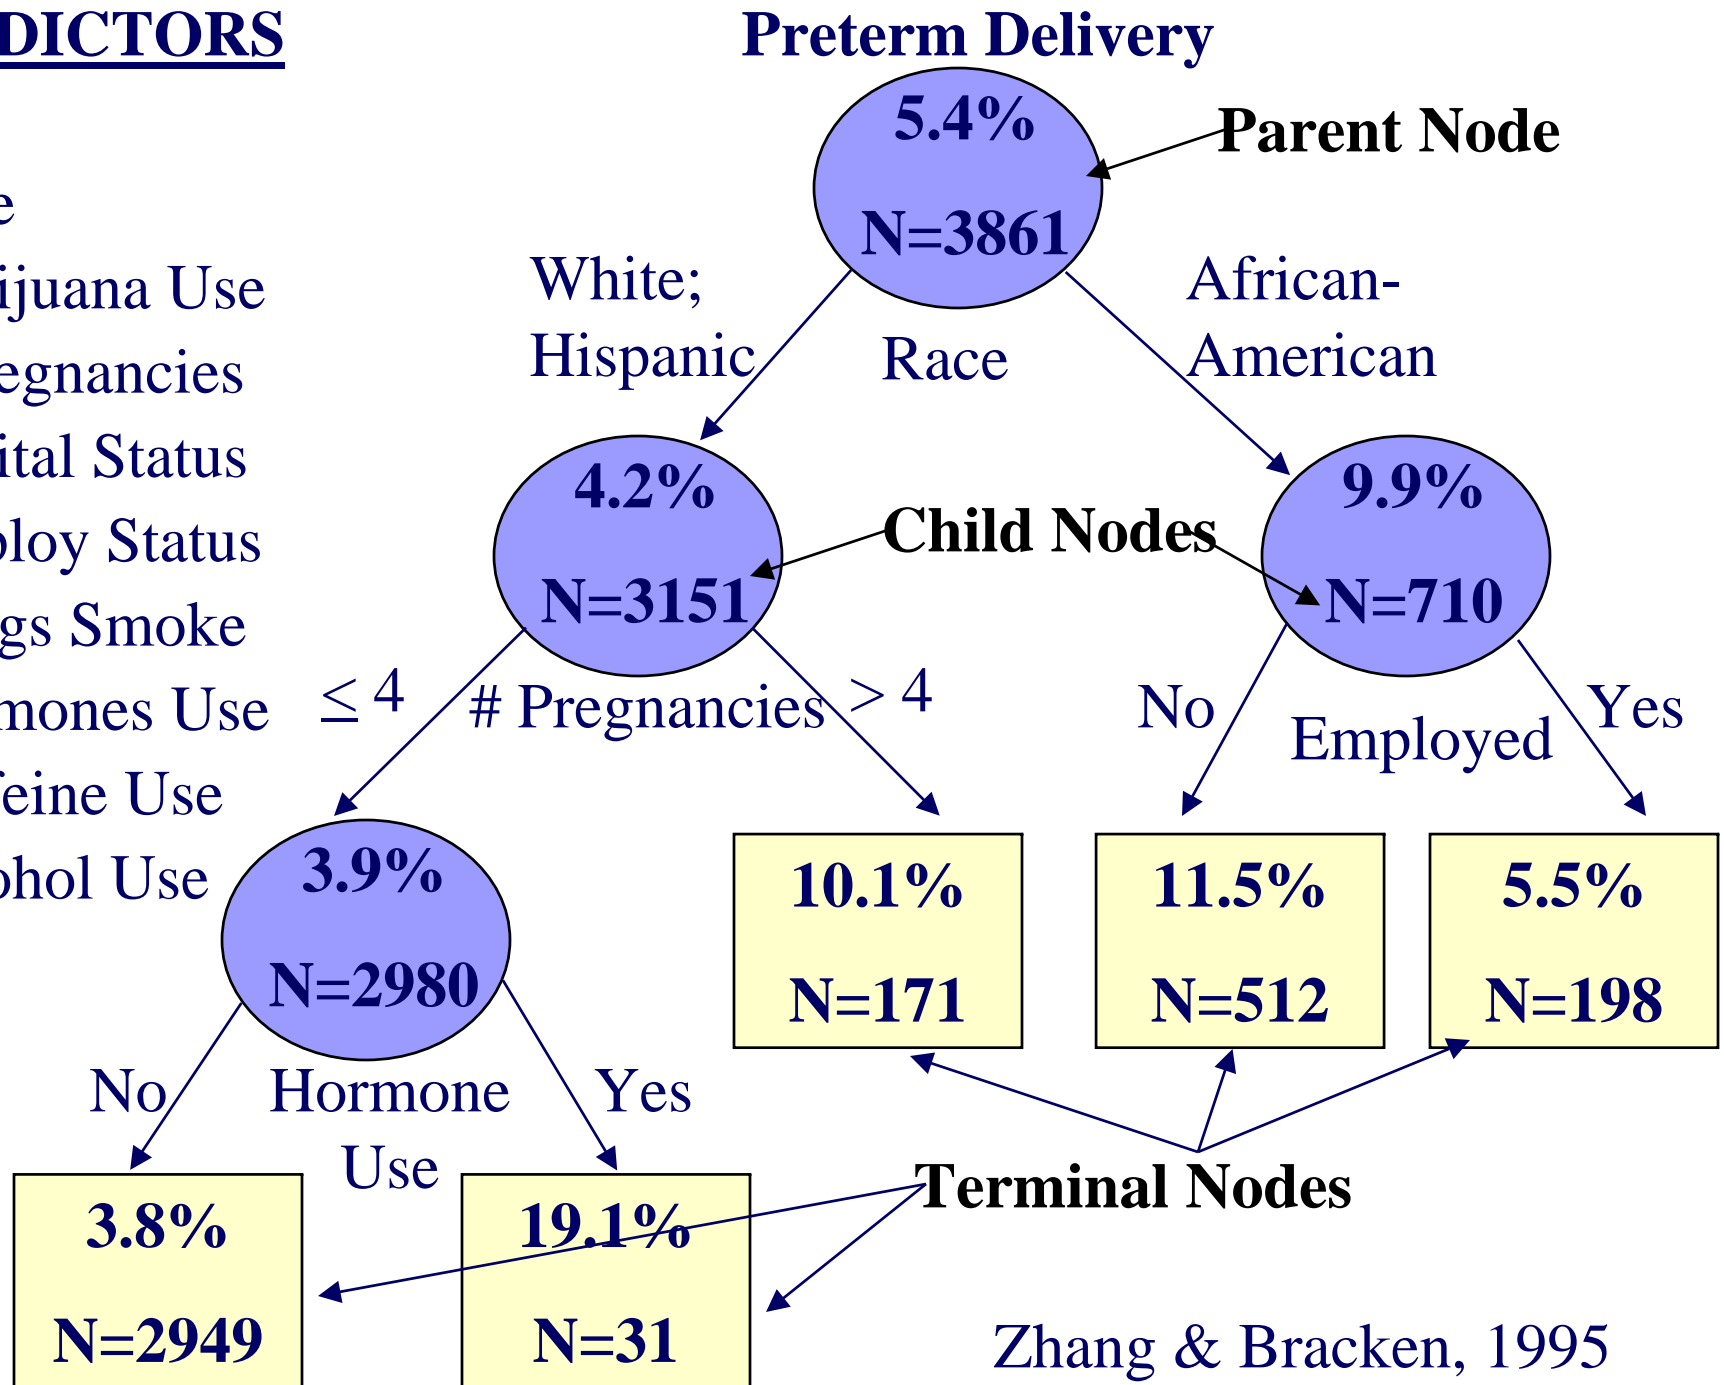 DICTORS
e
ijuana Use
egnancies
ital Status
loy Status
gs Smoke
mones Use
feine Use
ohol Use
Preterm Delivery
5.4%
N=3861
Parent Node
White;
Hispanic
Race
African-
American
4.2%
N=3151
Child Nodes
9.9%
N=710
≤ 4
# Pregnancies
> 4
No
Employed
Yes
3.9%
N=2980
10.1%
N=171
11.5%
N=512
5.5%
N=198
No
Hormone
Use
Yes
Terminal Nodes
3.8%
N=2949
19.1%
N=31
Zhang & Bracken, 1995